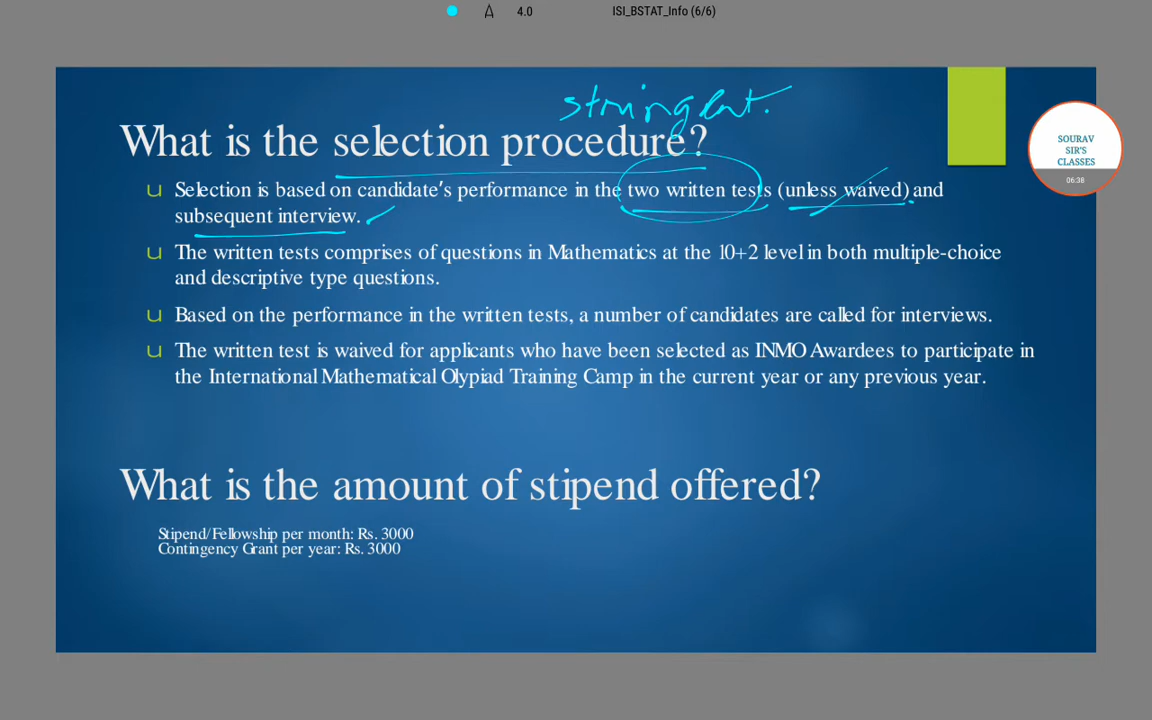 4.0 ISI_BSTAT_Info (6/6)
stringent.
What is the selection procedure?
SOURAV
SIR'S
CLASSES
06:38
u Selection is based on candidate's performance in the two written tests (unless waived) and
subsequent interview.
u The written tests comprises of questions in Mathematics at the 10+2 level in both multiple-choice
and descriptive type questions.
u Based on the performance in the written tests, a number of candidates are called for interviews.
u The written test is waived for applicants who have been selected as INMO Awardees to participate in
the International Mathematical Olypiad Training Camp in the current year or any previous year.
What is the amount of stipend offered?
Stipend/Fellowship per month: Rs. 3000
Contingency Grant per year: Rs. 3000